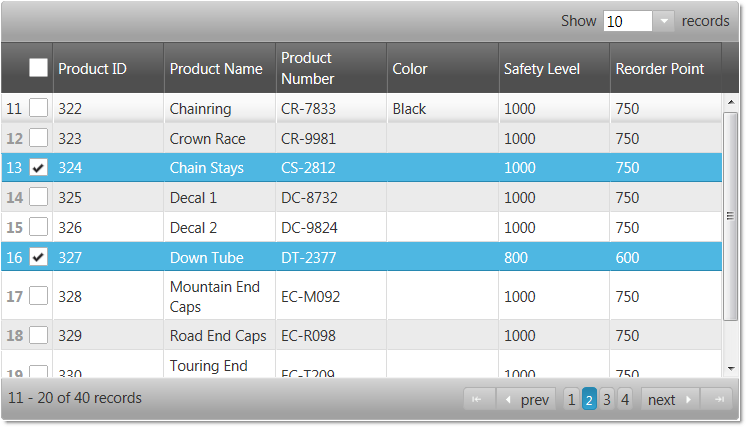 Show 10 records
Product ID Product Name Product Number Color Safety Level Reorder Point
11 322 Chainring CR-7833 Black 1000 750
12 323 Crown Race CR-9981 1000 750
13 324 Chain Stays CS-2812 1000 750
14 325 Decal 1 DC-8732 1000 750
15 326 Decal 2 DC-9824 1000 750
16 327 Down Tube DT-2377 800 600
17 328 Mountain End Caps EC-M092 1000 750
18 329 Road End Caps EC-R098 1000 750
19 330 Touring End EC-T209 1000 750
11 - 20 of 40 records prev 1 2 3 4 next